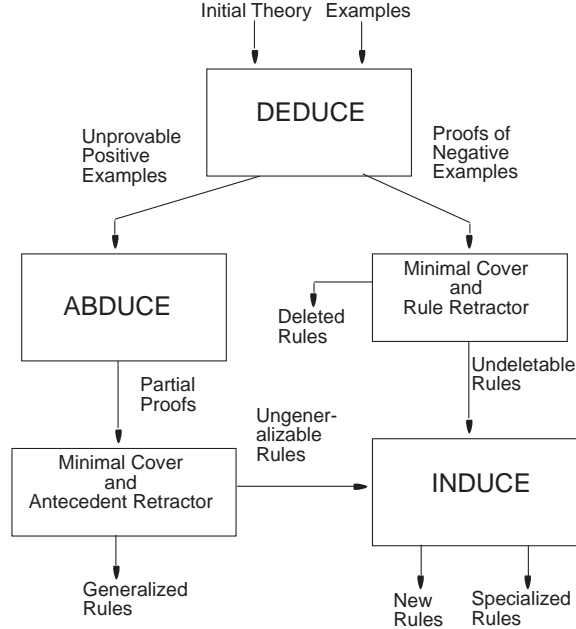 Initial Theory
Examples
DEDUCE
Unprovable
Positive
Examples
Proofs of
Negative
Examples
ABDUCE
Minimal Cover
and
Rule Retractor
Deleted
Rules
Partial
Proofs
Undeletable
Rules
Ungener-
alizable
Rules
Minimal Cover
and
Antecedent Retractor
INDUCE
Generalized
Rules
New
Rules
Specialized
Rules